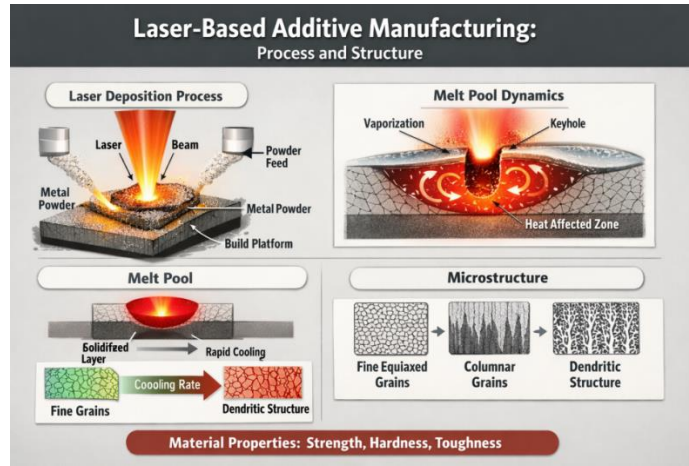 Laser-Based Additive Manufacturing:
Process and Structure
Laser Deposition Process
Laser
Beam
Powder
Feed
Metal
Powder
Metal Powder
Build Platform
Melt Pool Dynamics
Vaporization
Keyhole
Heat Affected Zone
Melt Pool
Bolidifeed
Layer
Rapid Cooling
Coooling Rate
Fine Grains
Dendritic Structure
Microstructure
Fine Equiaxed
Grains
Columnar
Grains
Dendritic
Structure
Material Properties: Strength, Hardness, Toughness